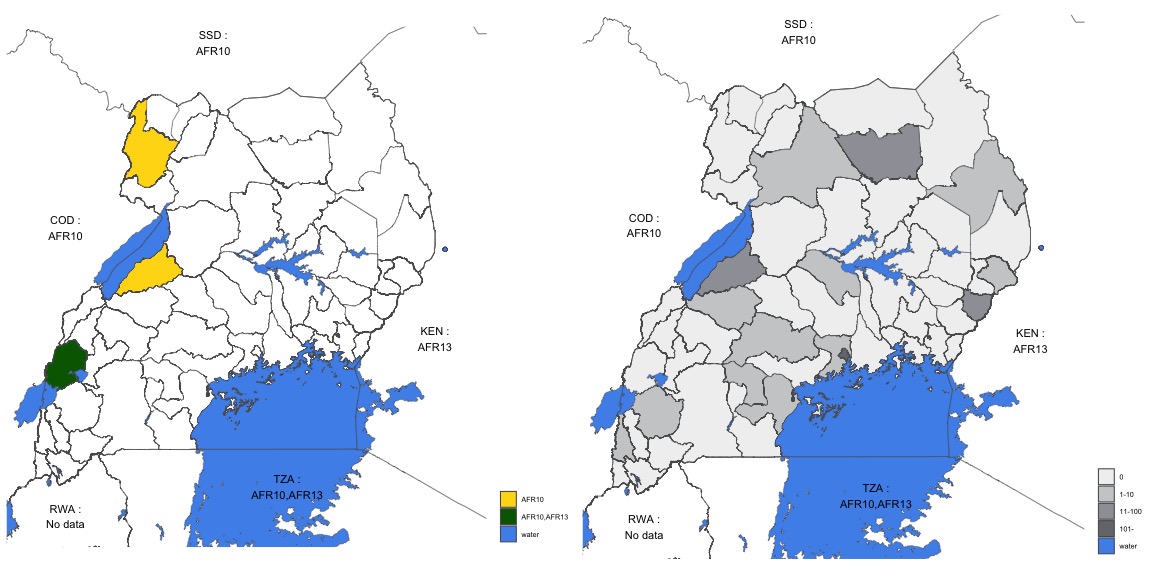 SSD :
AFR10
COD :
AFR10
KEN :
AFR13
TZA :
AFR10,AFR13
RWA :
No data
AFR10
AFR10,AFR13
water
SSD :
AFR10
COD :
AFR10
KEN :
AFR13
TZA :
AFR10,AFR13
RWA :
No data
0
1-10
11-100
101-
water